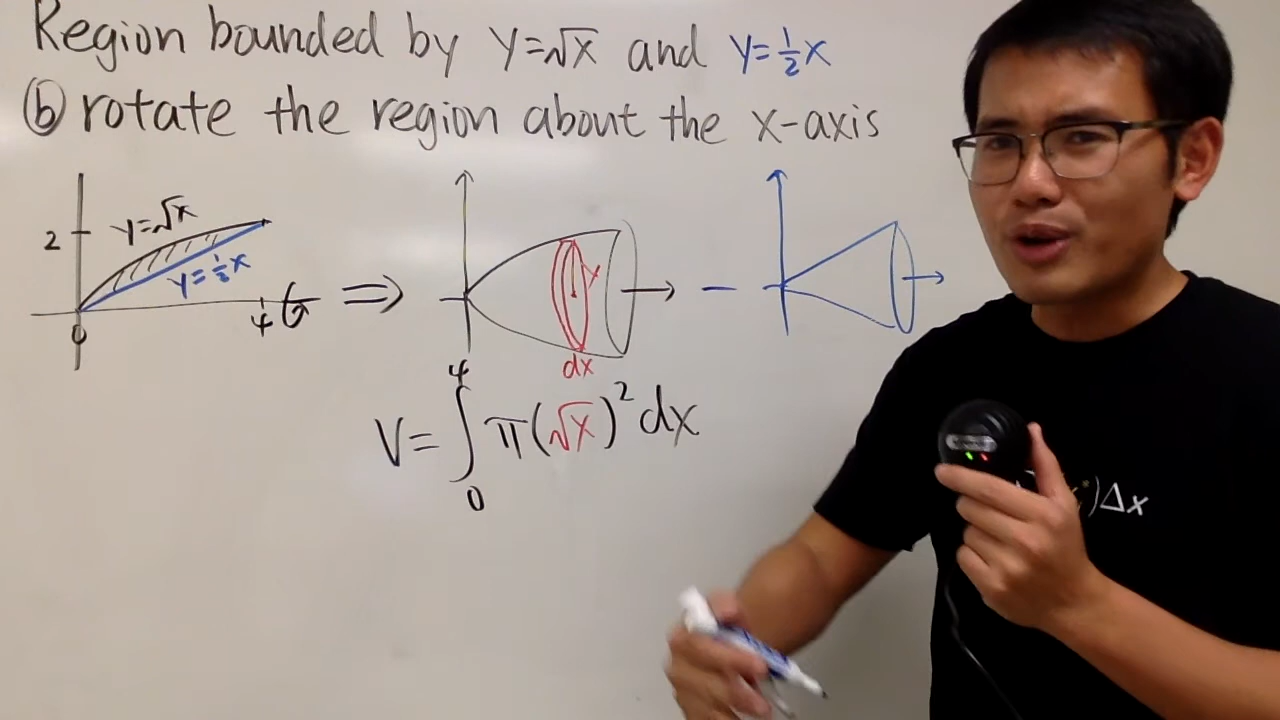 Region bounded by y=√x and y=½x
ⓑ rotate the region about the x-axis
2
y=√x
y=½x
0
4
⇒
r
dx
−
V=∫₀⁴ π(√x)² dx
)Δx